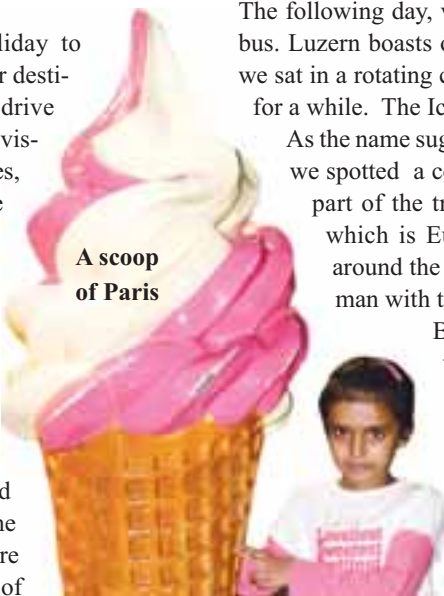 liday to
r desti-
drive
vis-
es,
e
A scoop
of Paris
d
ne
re
of
The following day, v
bus. Luzern boasts o
we sat in a rotating c
for a while. The Ic
As the name sug
we spotted a c
part of the tr
which is Eu
around the
man with t
B